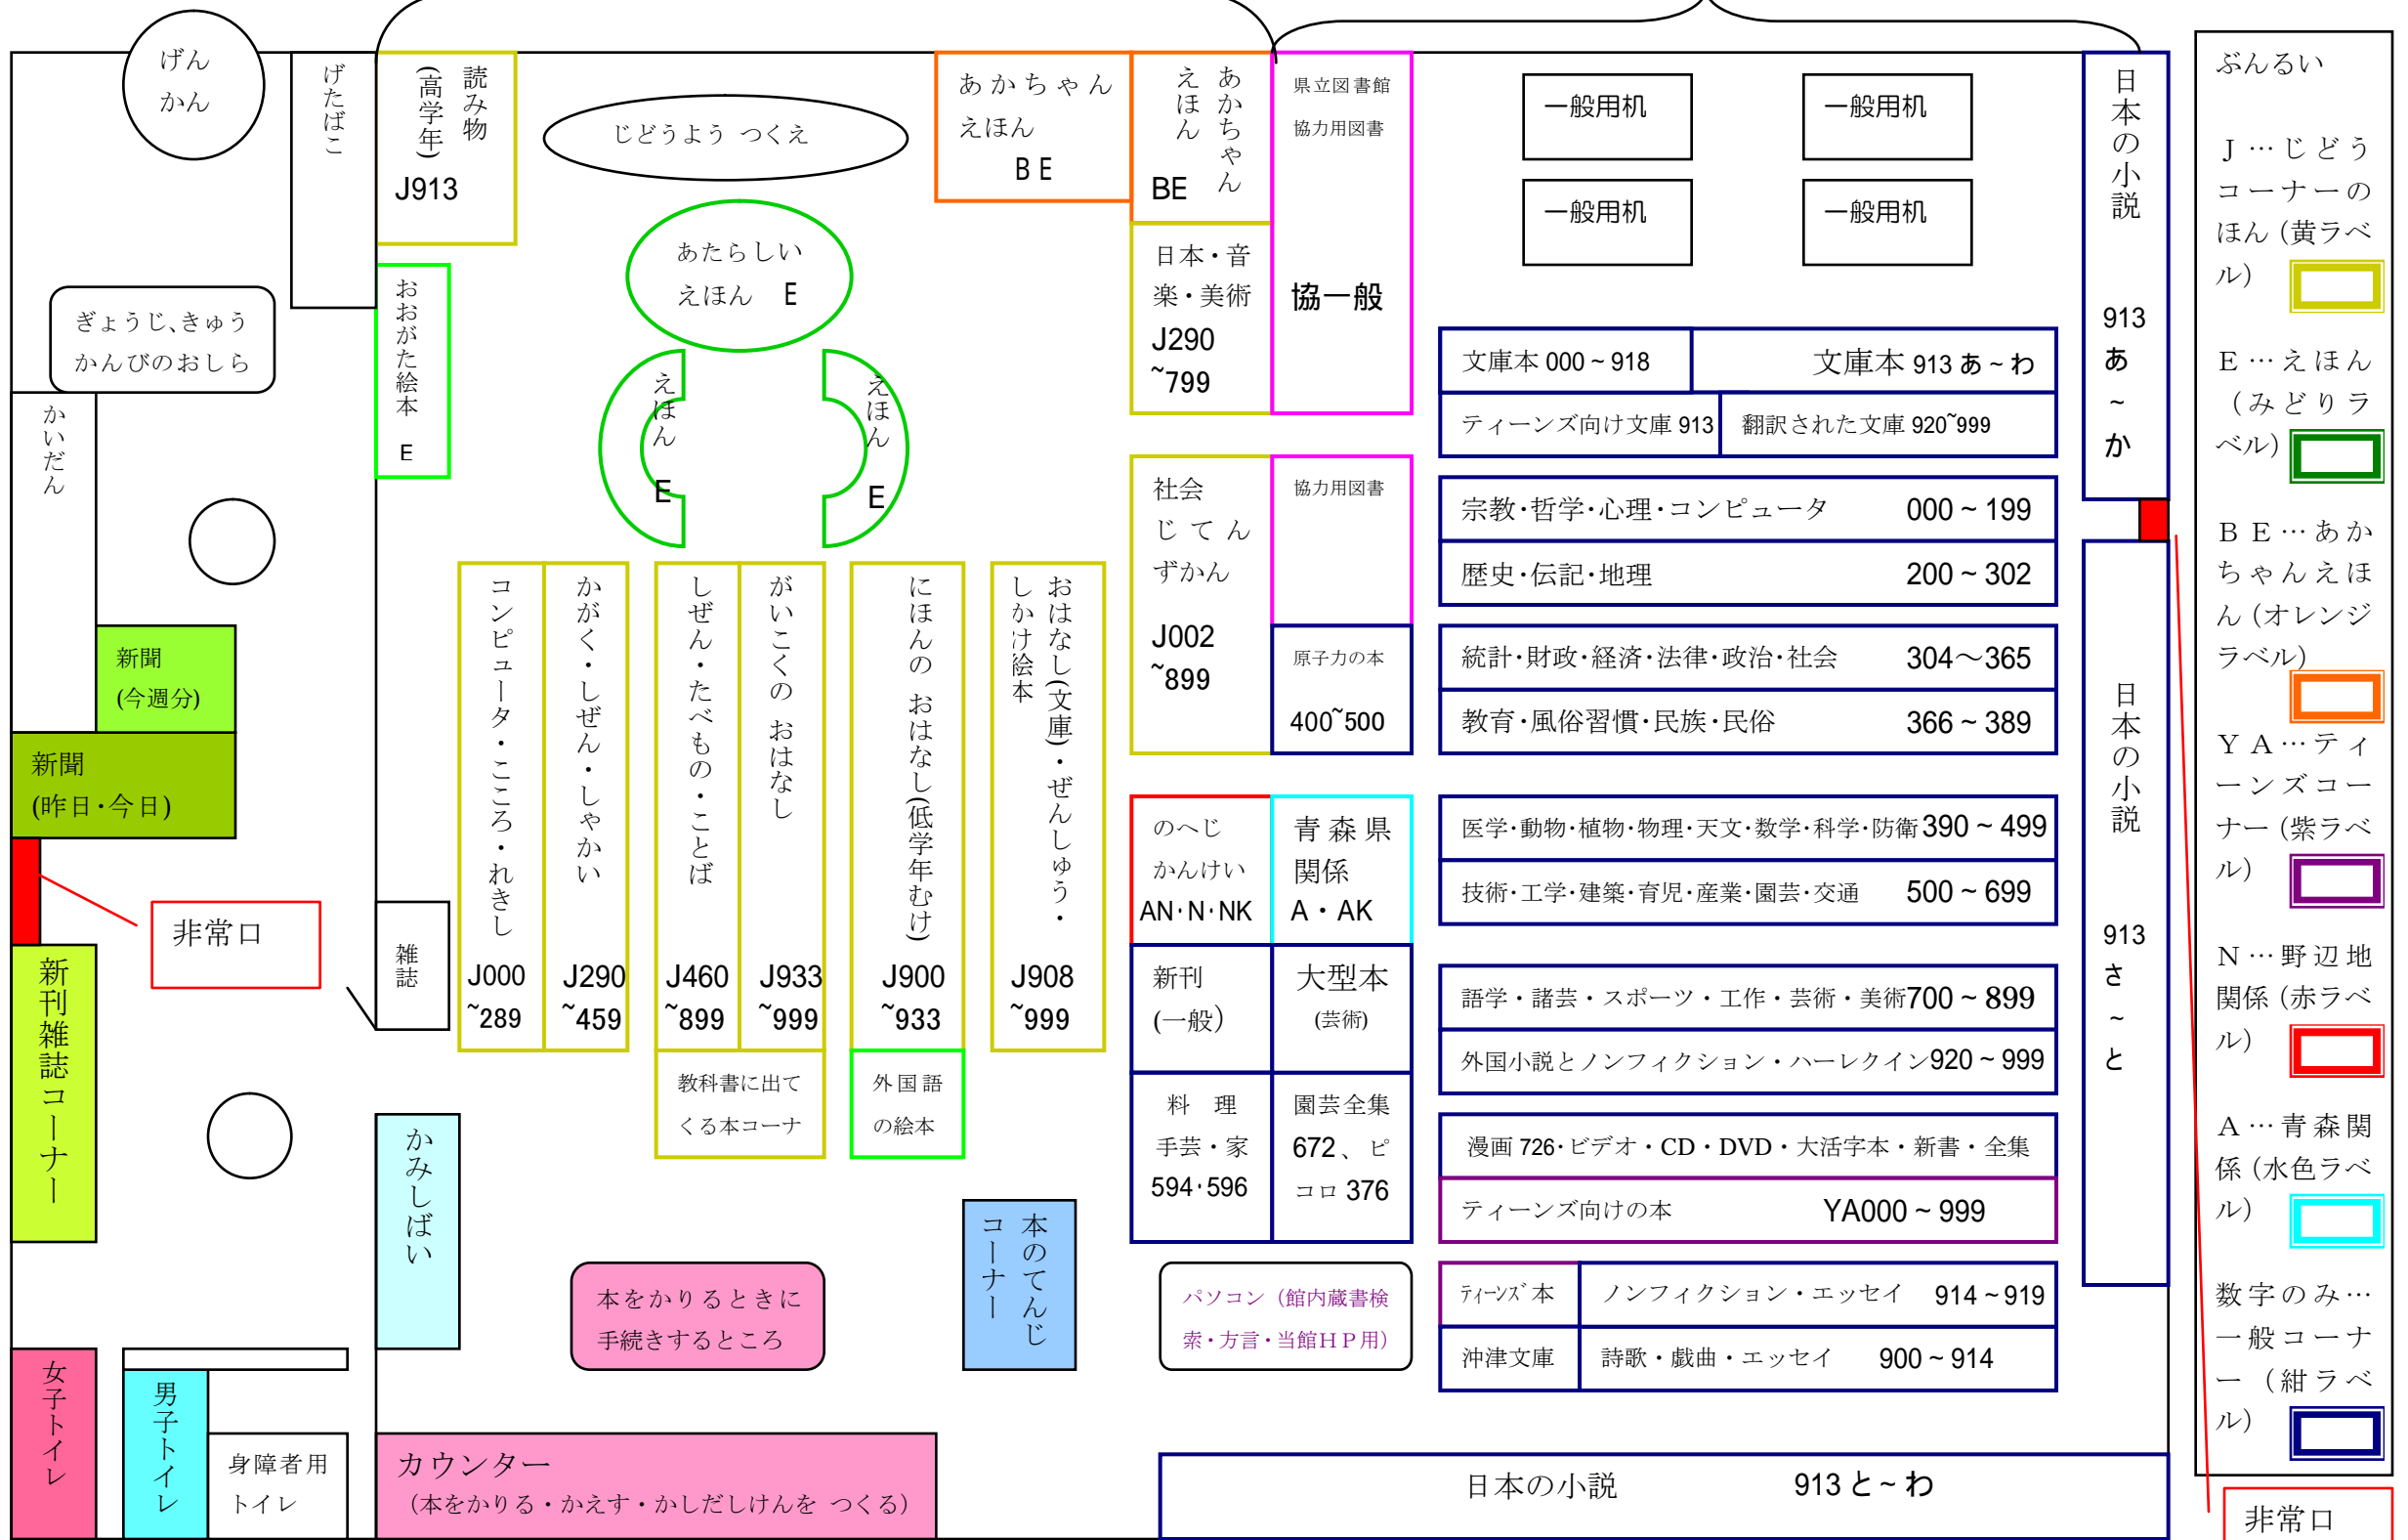 げん
かん
げたばこ
読み物
(高学年)
J913
じどうよう つくえ
あかちゃん
えほん
BE
あかちゃん
えほん
BE
県立図書館
協力用図書
協一般
一般用机
一般用机
一般用机
一般用机
日本の小説
913
あ
~
か
ぎょうじ、きゅう
かんびのおしら
おおがた絵本
E
あたらしい
えほん E
えほん
E
えほん
E
日本・音
楽・美術
J290
~799
文庫本 000 ~ 918
文庫本 913 あ ~ わ
ティーンズ向け文庫 913
翻訳された文庫 920~999
かいだん
社会
じてん
ずかん
J002
~899
協力用図書
原子力の本
400~500
宗教・哲学・心理・コンピュータ 000 ~ 199
歴史・伝記・地理 200 ~ 302
統計・財政・経済・法律・政治・社会 304～365
教育・風俗習慣・民族・民俗 366 ~ 389
新聞
(今週分)
新聞
(昨日・今日)
非常口
新刊雑誌コーナー
雑誌
コンピュータ・こころ・れきし
J000
~289
かがく・しぜん・しゃかい
J290
~459
しぜん・たべもの・ことば
J460
~899
がいこくの おはなし
J933
~999
にほんの おはなし(低学年むけ)
J900
~933
おはなし(文庫)・ぜんしゅう・
しかけ絵本
J908
~999
教科書に出て
くる本コーナ
外国語
の絵本
のへじ
かんけい
AN・N・NK
青森県
関係
A・AK
新刊
(一般)
大型本
(芸術)
料 理
手芸・家
594・596
園芸全集
672、ピ
コロ 376
医学・動物・植物・物理・天文・数学・科学・防衛 390 ~ 499
技術・工学・建築・育児・産業・園芸・交通 500 ~ 699
語学・諸芸・スポーツ・工作・芸術・美術700 ~ 899
外国小説とノンフィクション・ハーレクイン920 ~ 999
漫画 726・ビデオ・CD・DVD・大活字本・新書・全集
ティーンズ向けの本 YA000 ~ 999
ティーンズ本
ノンフィクション・エッセイ 914 ~ 919
沖津文庫
詩歌・戯曲・エッセイ 900 ~ 914
日本の小説
913
さ
~
と
かみしばい
本をかりるときに
手続きするところ
本のてんじ
コーナー
パソコン（館内蔵書検
索・方言・当館ＨＰ用）
女子トイレ
男子トイレ
身障者用
トイレ
カウンター
（本をかりる・かえす・かしだしけんを つくる）
日本の小説 913 と ~ わ
ぶんるい
J…じどう
コーナーの
ほん（黄ラベ
ル）
E…えほん
（みどりラ
ベル）
ＢＥ…あか
ちゃんえほ
ん（オレンジ
ラベル）
ＹＡ…ティ
ーンズコー
ナー（紫ラベ
ル）
N…野辺地
関係（赤ラベ
ル）
A…青森関
係（水色ラベ
ル）
数字のみ…
一般コーナ
ー（紺ラベ
ル）
非常口